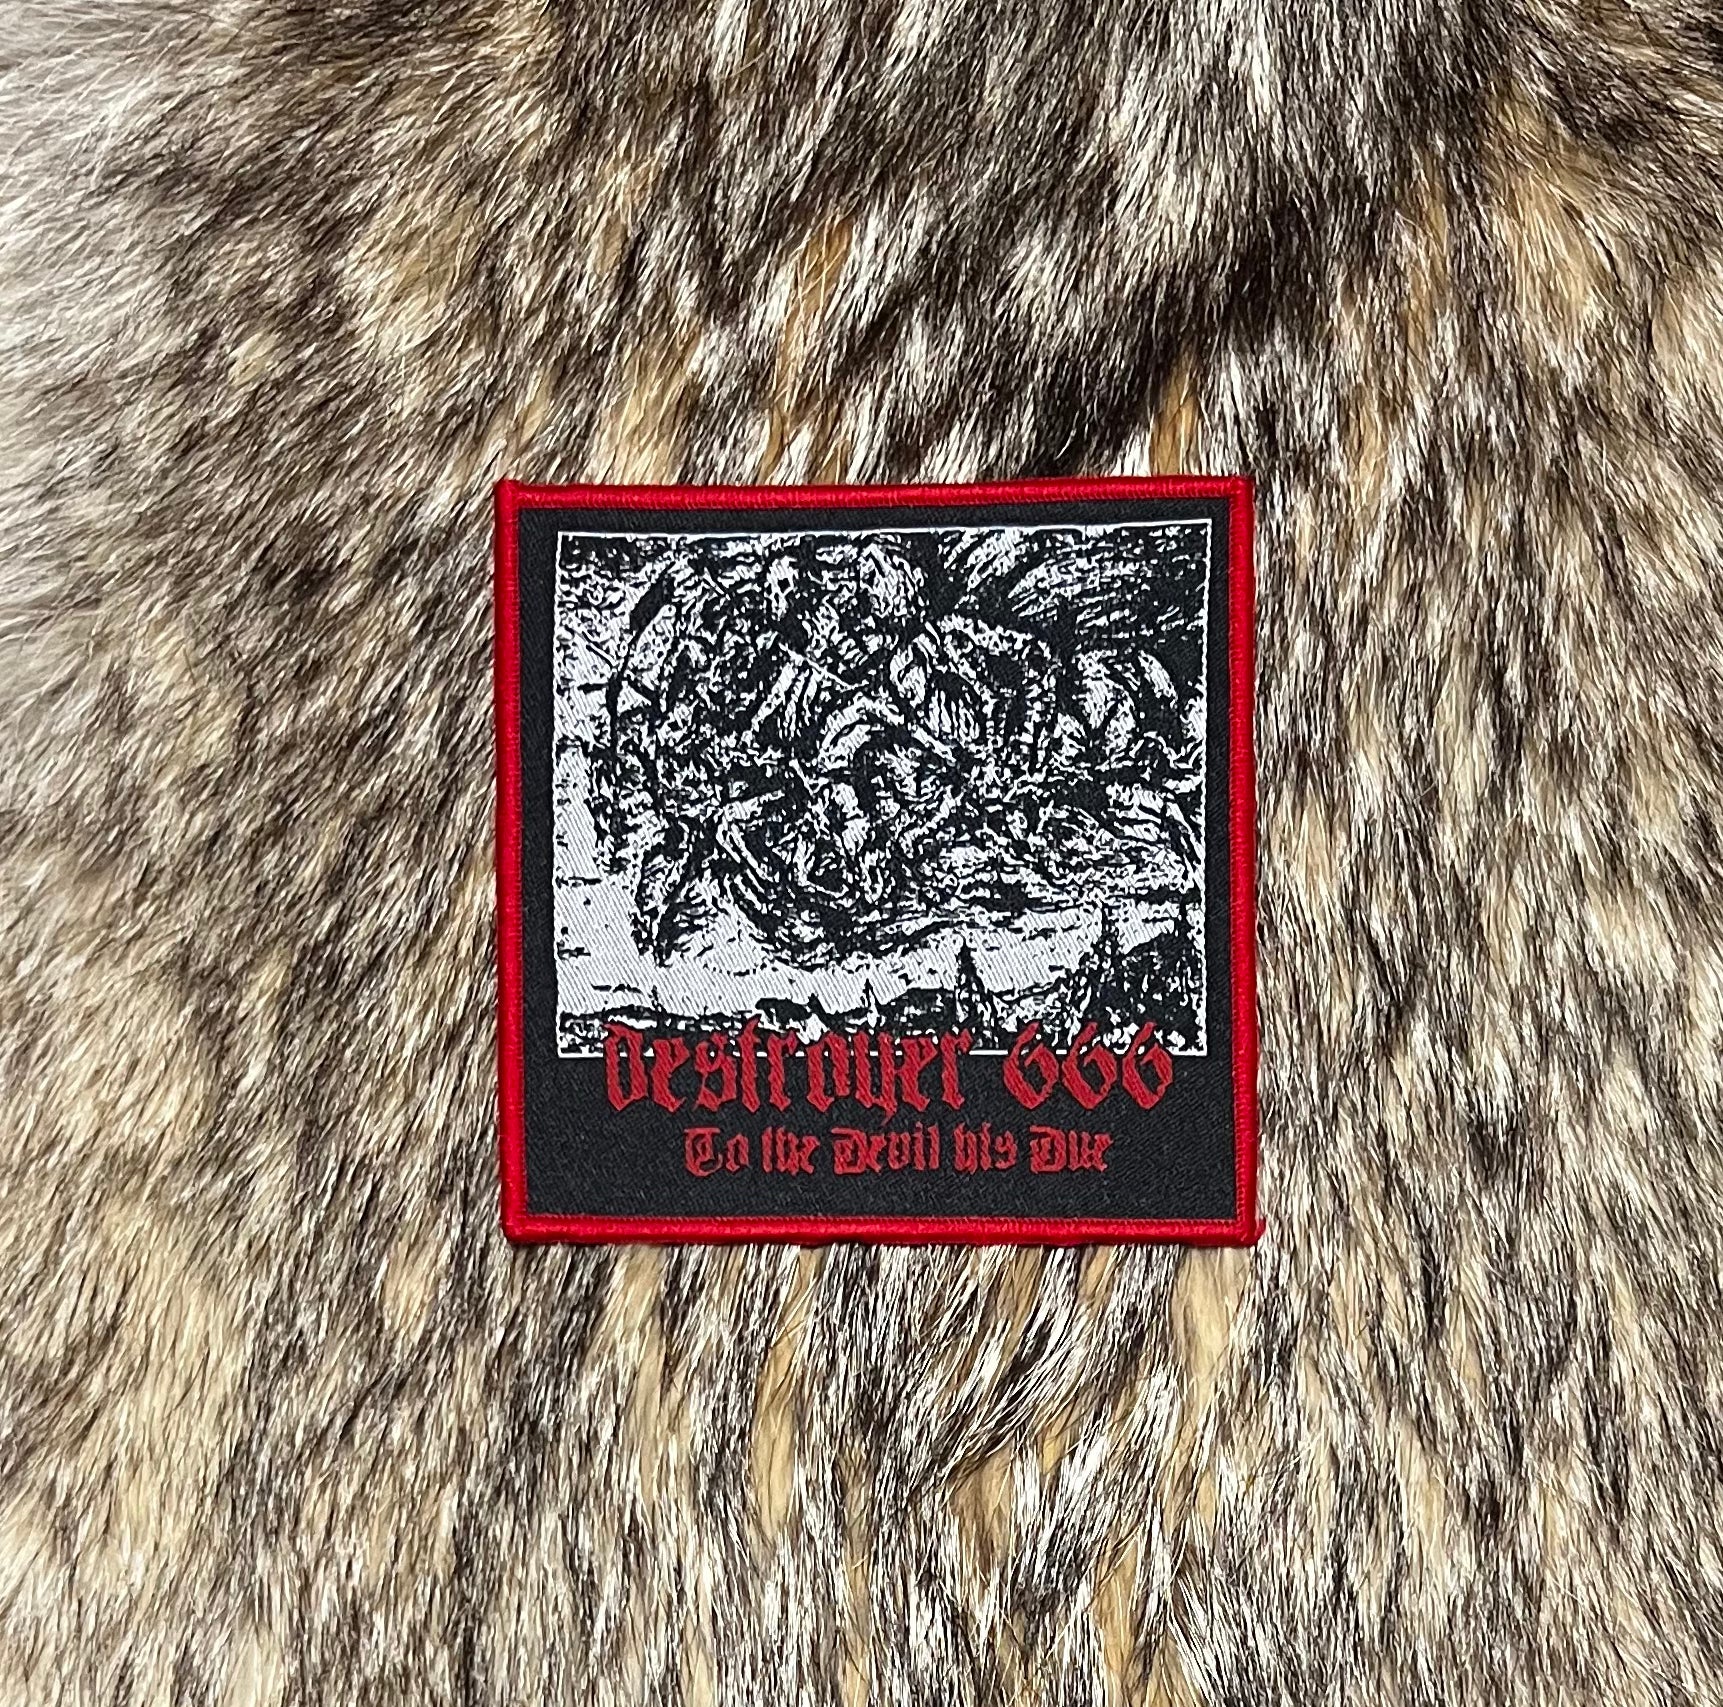 Destroyer 666
To the Devil his Due